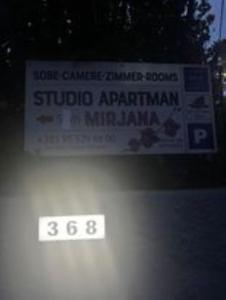 SOBE-CAMERE-ZIMMER-ROOMS
STUDIO APARTMAN
MIRJANA
P
368